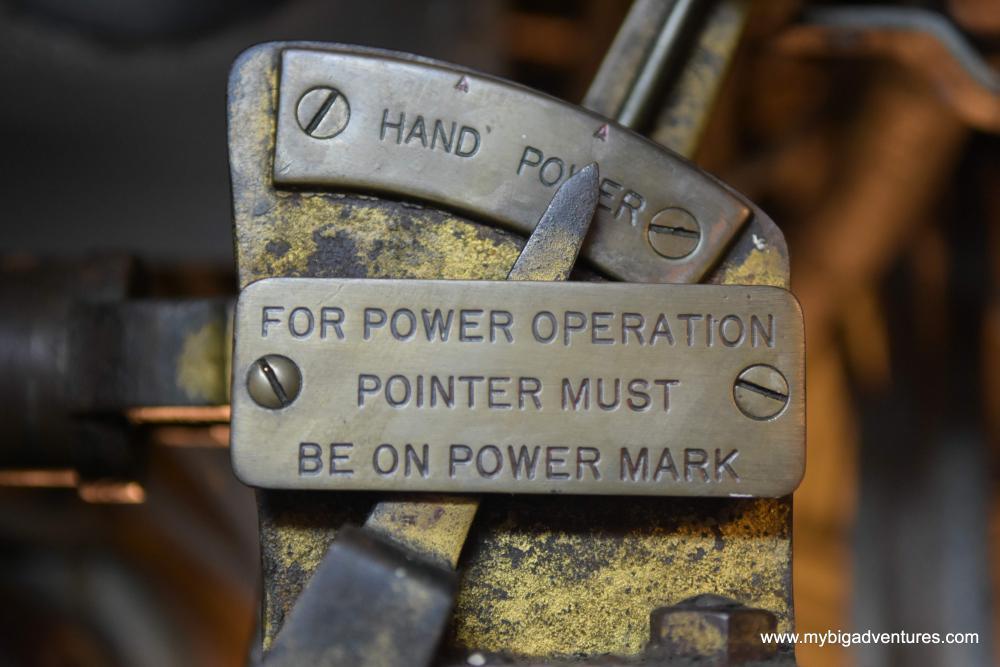 HAND POWER
FOR POWER OPERATION
POINTER MUST
BE ON POWER MARK
www.mybigadventures.com